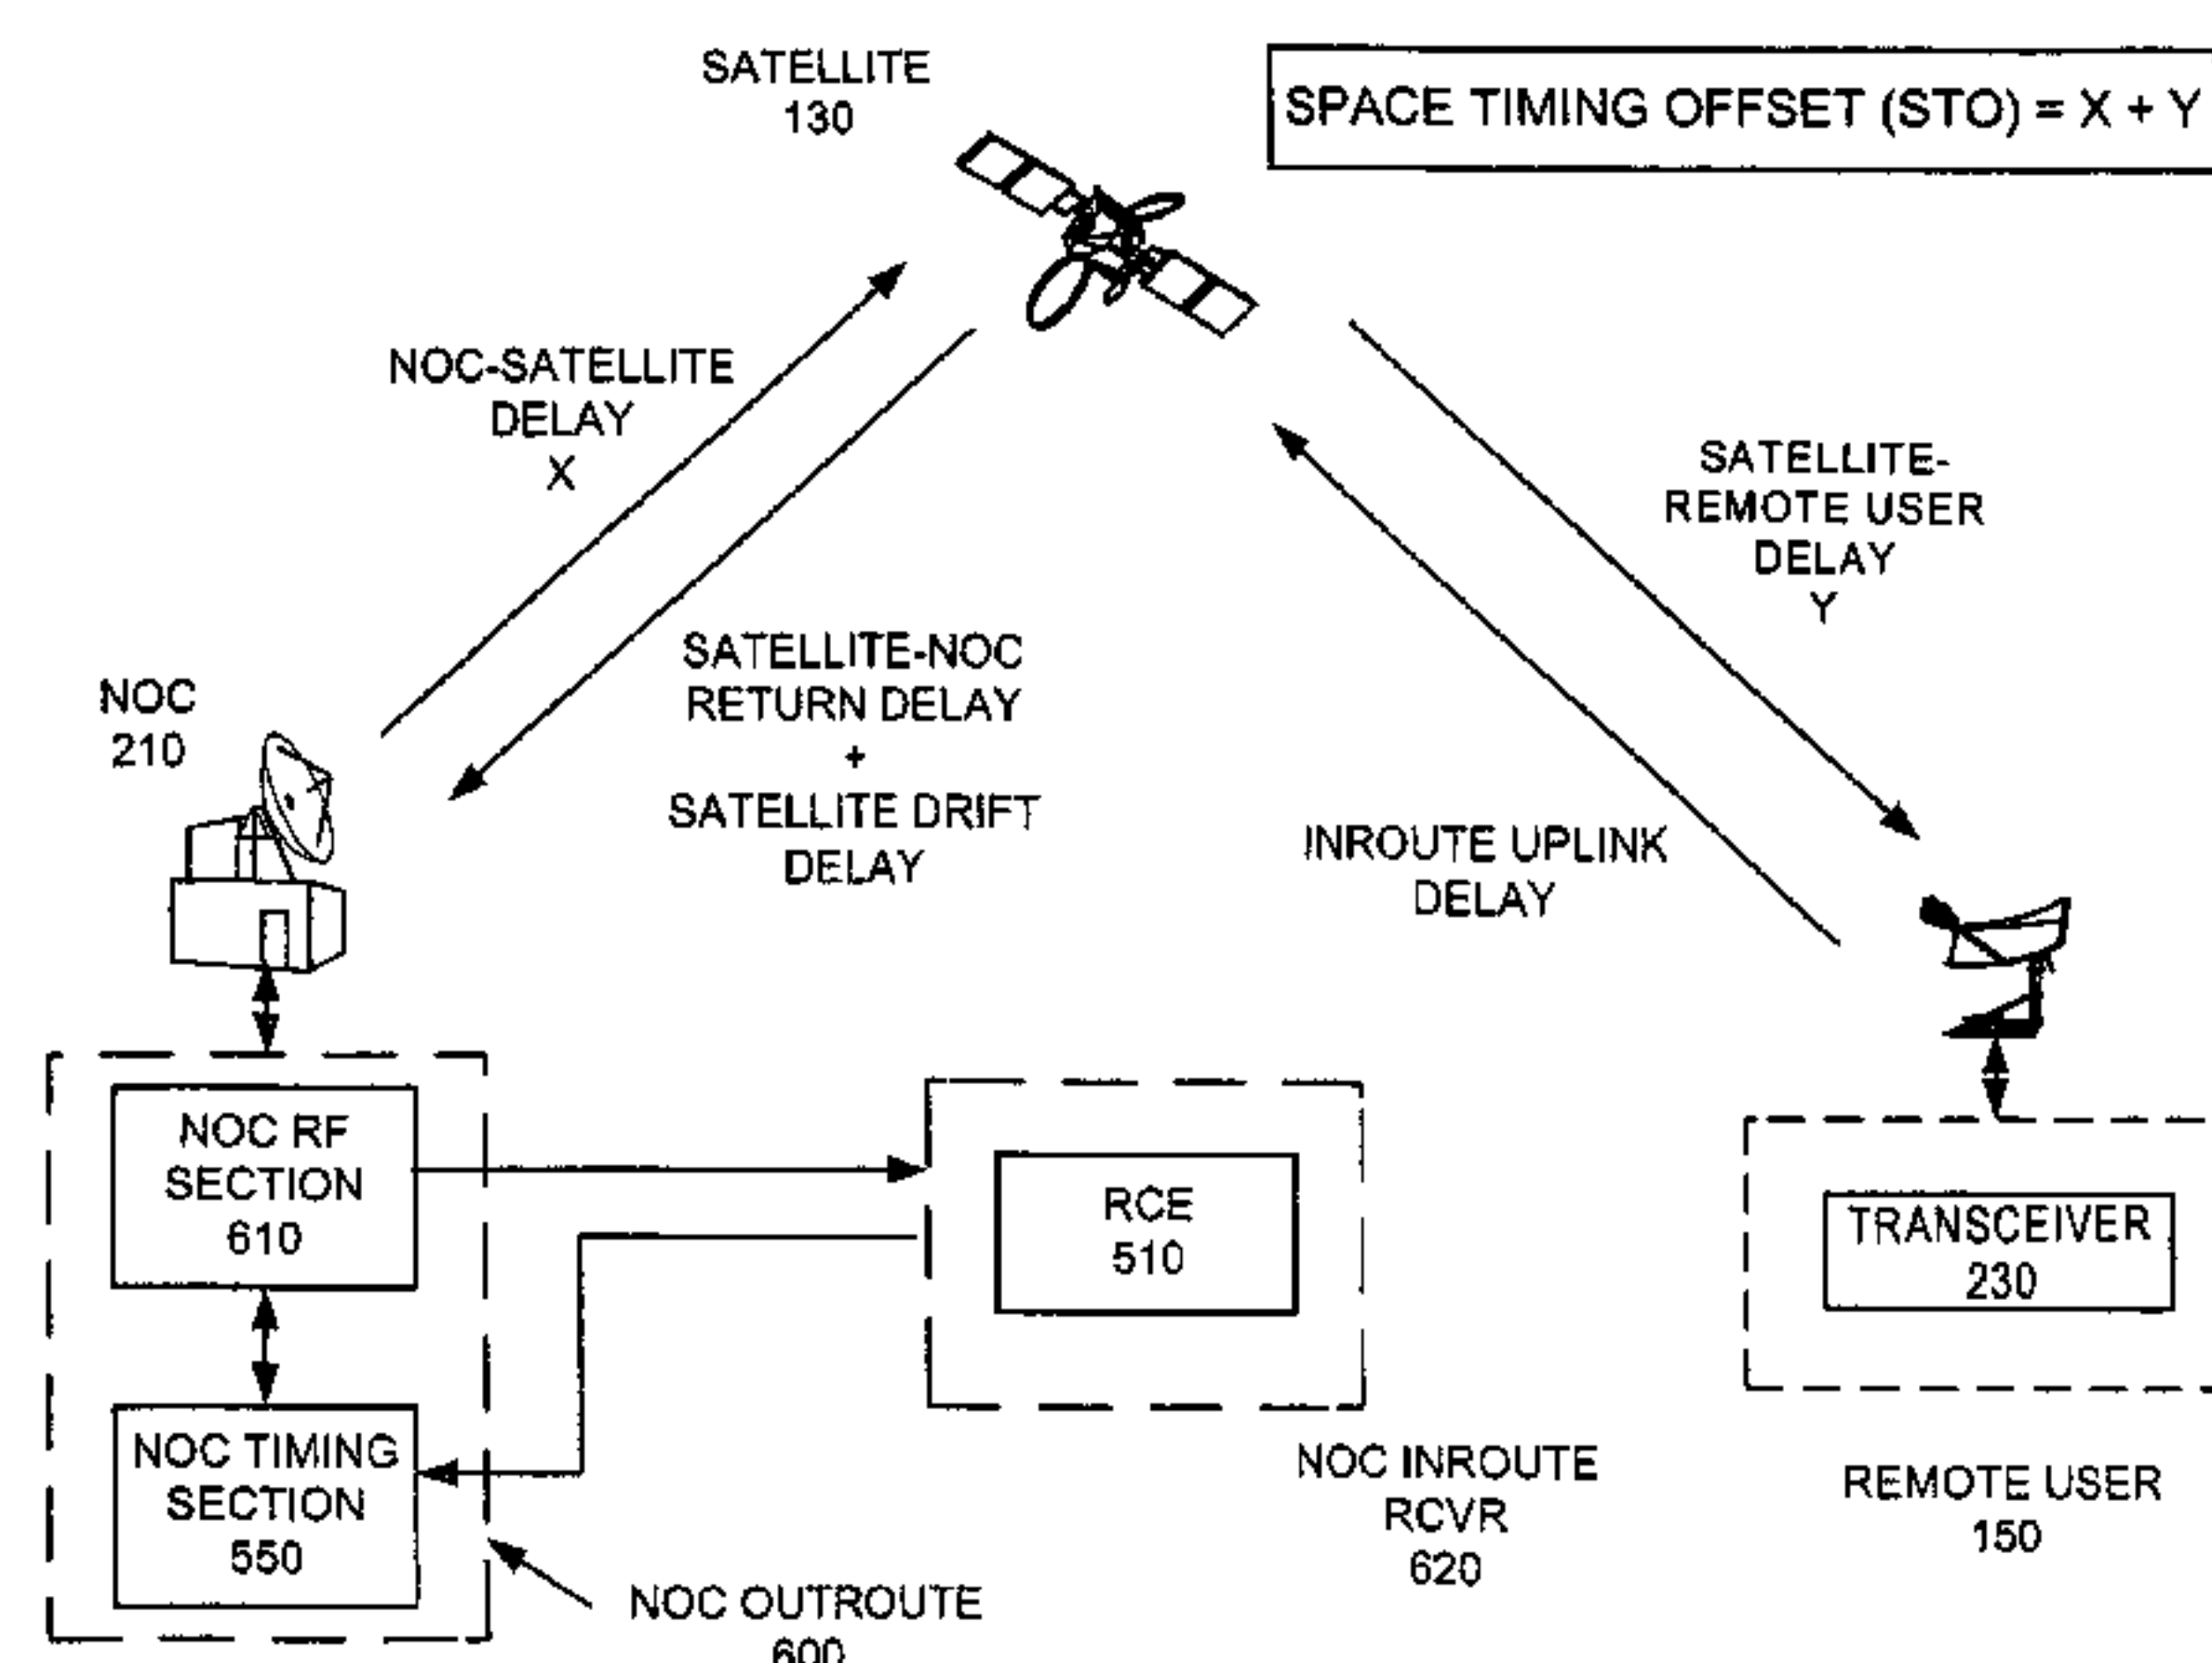 SATELLITE
130
SPACE TIMING OFFSET (STO) = X + Y
NOC-SATELLITE
DELAY
X
SATELLITE-
REMOTE USER
DELAY
Y
SATELLITE-NOC
RETURN DELAY
+
SATELLITE DRIFT
DELAY
NOC
210
INROUTE UPLINK
DELAY
NOC RF
SECTION
610
RCE
510
TRANSCEIVER
230
NOC TIMING
SECTION
550
NOC INROUTE
RCVR
620
REMOTE USER
150
NOC OUTROUTE
600